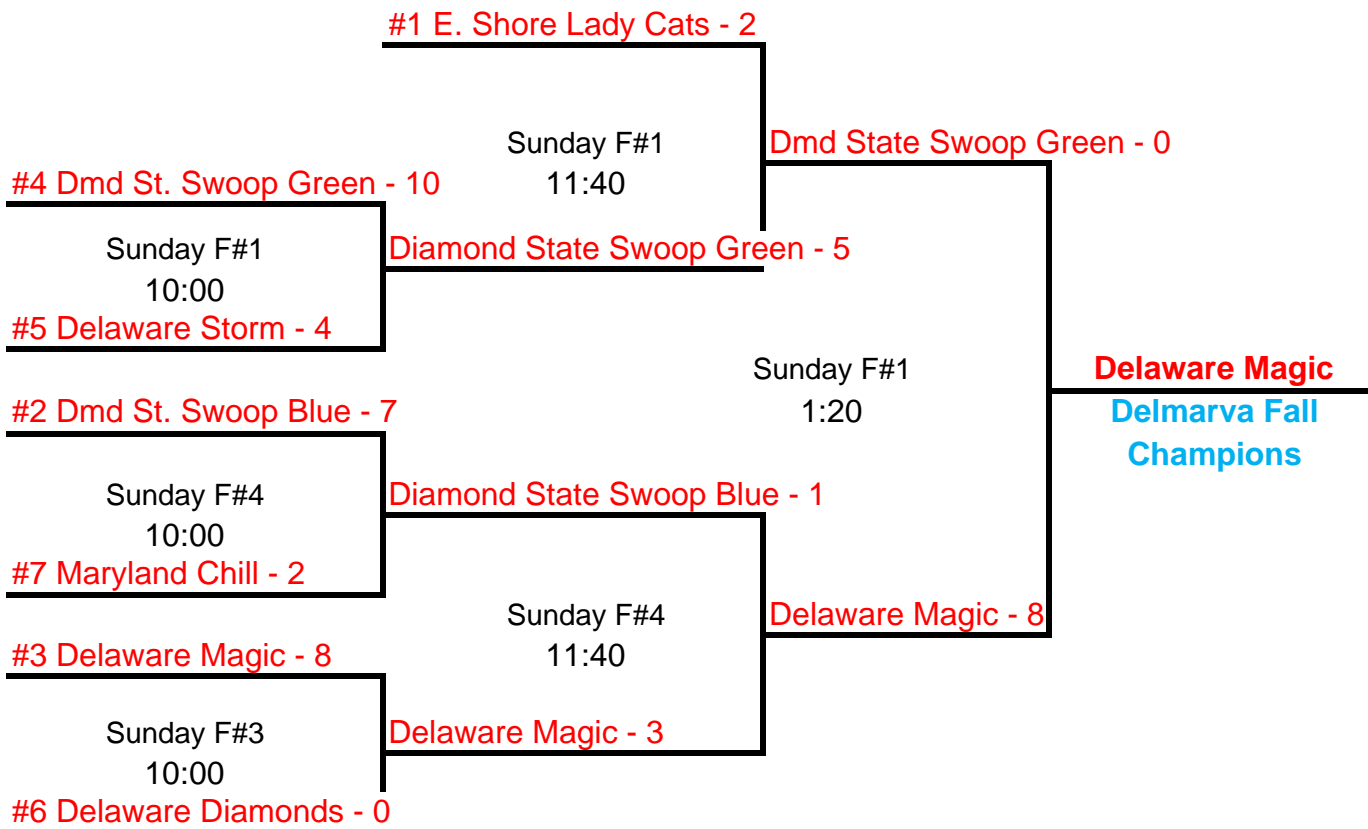 #1 E. Shore Lady Cats - 2
Sunday F#1
11:40
Dmd State Swoop Green - 0
#4 Dmd St. Swoop Green - 10
Sunday F#1
10:00
Diamond State Swoop Green - 5
#5 Delaware Storm - 4
Sunday F#1
1:20
Delaware Magic
Delmarva Fall
Champions
#2 Dmd St. Swoop Blue - 7
Sunday F#4
10:00
Diamond State Swoop Blue - 1
#7 Maryland Chill - 2
Sunday F#4
11:40
Delaware Magic - 8
#3 Delaware Magic - 8
Sunday F#3
10:00
Delaware Magic - 3
#6 Delaware Diamonds - 0